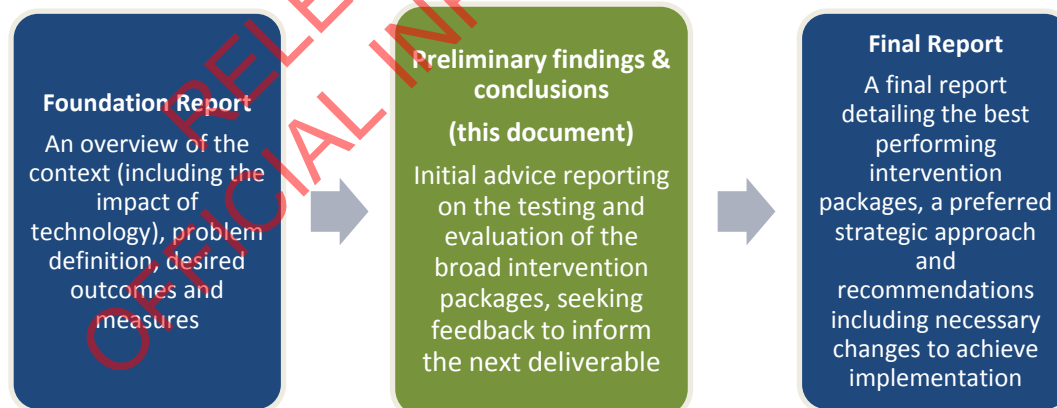 Foundation Report
An overview of the
context (including the
impact of
technology), problem
definition, desired
outcomes and
measures
Preliminary findings &
conclusions
(this document)
Initial advice reporting
on the testing and
evaluation of the
broad intervention
packages, seeking
feedback to inform
the next deliverable
Final Report
A final report
detailing the best
performing
intervention
packages, a preferred
strategic approach
and
recommendations
including necessary
changes to achieve
implementation
OFFICIAL